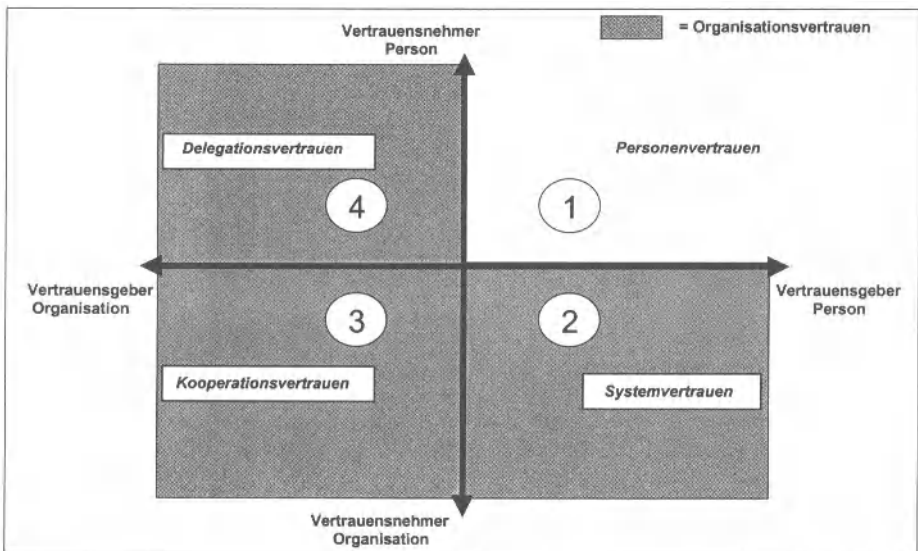 Vertrauensnehmer
Person
= Organisationsvertrauen
Delegationsvertrauen
Personenvertrauen
4
1
Vertrauensgeber
Organisation
Vertrauensgeber
Person
3
2
Kooperationsvertrauen
Systemvertrauen
Vertrauensnehmer
Organisation